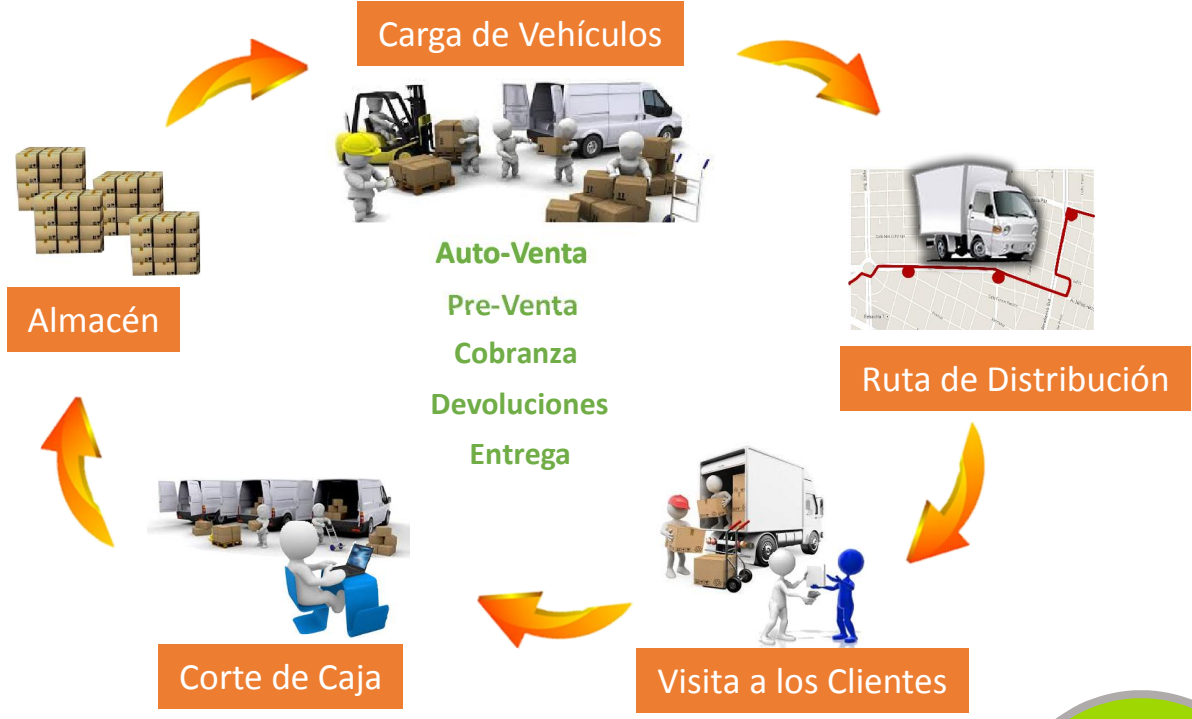 Carga de Vehículos
Auto-Venta
Pre-Venta
Cobranza
Devoluciones
Entrega
Almacén
Ruta de Distribución
Corte de Caja
Visita a los Clientes